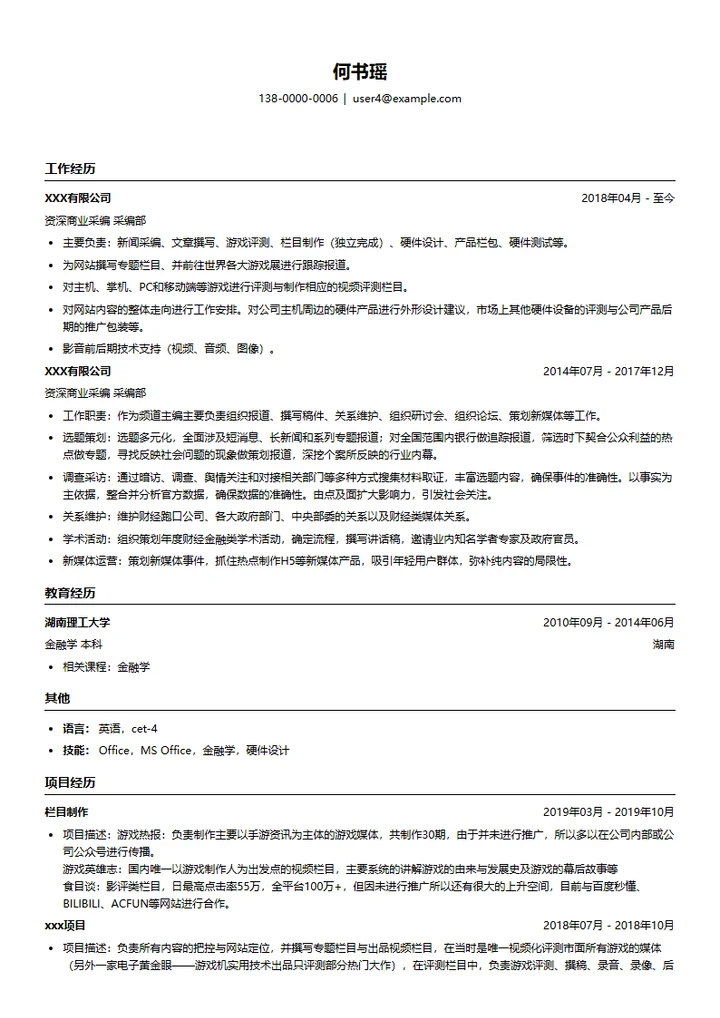 何书瑶
138-0000-0006 | user4@example.com
工作经历
XXX有限公司 2018年04月 - 至今
资深商业采编 采编部
• 主要负责：新闻采编、文章撰写、游戏评测、栏目制作（独立完成）、硬件设计、产品栏包、硬件测试等。
• 为网站撰写专题栏目、并前往世界各大游戏展进行跟踪报道。
• 对主机、掌机、PC和移动端等游戏进行评测与制作相应的视频评测栏目。
• 对网站内容的整体走向进行工作安排。对公司主机周边的硬件产品进行外形设计建议，市场上其他硬件设备的评测与公司产品后
期的推广包装等。
• 影音前后期技术支持（视频、音频、图像）。
XXX有限公司 2014年07月 - 2017年12月
资深商业采编 采编部
• 工作职责：作为频道主编主要负责组织报道、撰写稿件、关系维护、组织研讨会、组织论坛、策划新媒体等工作。
• 选题策划：选题多元化，全面涉及短消息、长新闻和系列专题报道；对全国范围内银行做追踪报道，筛选时下契合公众利益的热
点做专题，寻找反映社会问题的现象做策划报道，深挖个案所反映的行业内幕。
• 调查采访：通过暗访、调查、舆情关注和对接相关部门等多种方式搜集材料取证，丰富选题内容，确保事件的准确性。以事实为
主依据，整合并分析官方数据，确保数据的准确性。由点及面扩大影响力，引发社会关注。
• 关系维护：维护财经跑口公司、各大政府部门、中央部委的关系以及财经类媒体关系。
• 学术活动：组织策划年度财经金融类学术活动，确定流程，撰写讲话稿，邀请业内知名学者专家及政府官员。
• 新媒体运营：策划新媒体事件，抓住热点制作H5等新媒体产品，吸引年轻用户群体，弥补纯内容的局限性。
教育经历
湖南理工大学 2010年09月 - 2014年06月
金融学 本科 湖南
• 相关课程：金融学
其他
• 语言： 英语，cet-4
• 技能： Office，MS Office，金融学，硬件设计
项目经历
栏目制作 2019年03月 - 2019年10月
• 项目描述：游戏热报：负责制作主要以手游资讯为主体的游戏媒体，共制作30期，由于并未进行推广，所以多以在公司内部或公
司公众号进行传播。
游戏英雄志：国内唯一以游戏制作人为出发点的视频栏目，主要系统的讲解游戏的由来与发展史及游戏的幕后故事等
食目谈：影评类栏目，日最高点击率55万，全平台100万+，但因未进行推广所以还有很大的上升空间，目前与百度秒懂、
BILIBILI、ACFUN等网站进行合作。
xxx项目 2018年07月 - 2018年10月
• 项目描述：负责所有内容的把控与网站定位，并撰写专题栏目与出品视频栏目，在当时是唯一视频化评测市面所有游戏的媒体
（另外一家电子黄金眼——游戏机实用技术出品只评测部分热门大作），在评测栏目中，负责游戏评测、撰稿、录音、录像、后